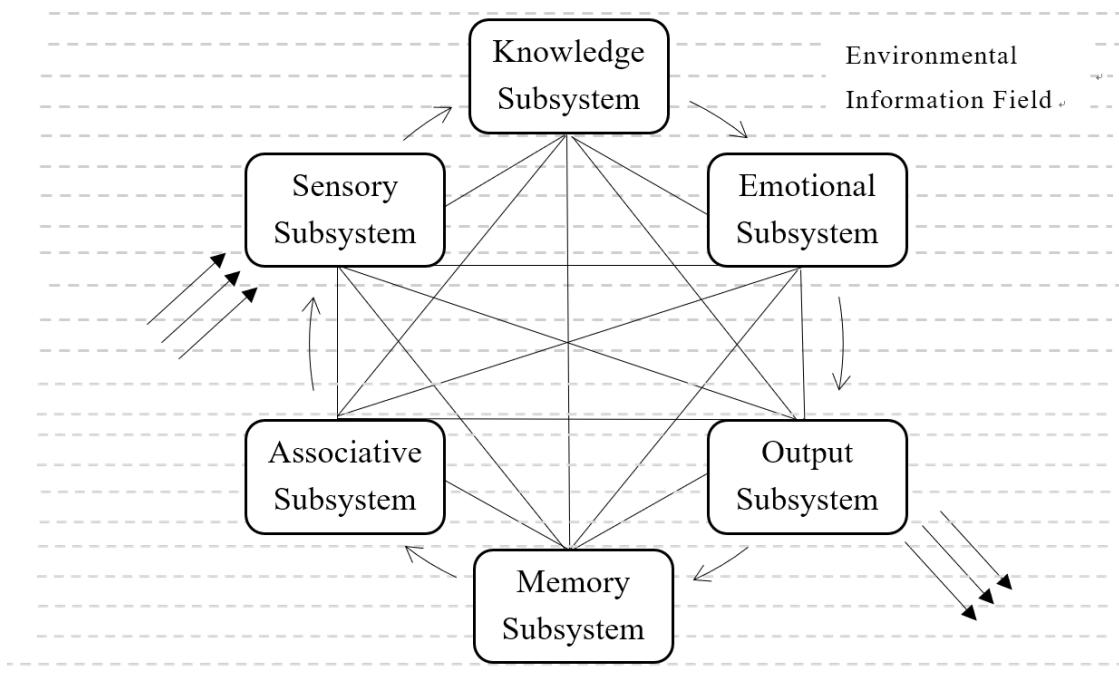 Knowledge
Subsystem
Environmental
Information Field
Sensory
Subsystem
Emotional
Subsystem
Associative
Subsystem
Output
Subsystem
Memory
Subsystem